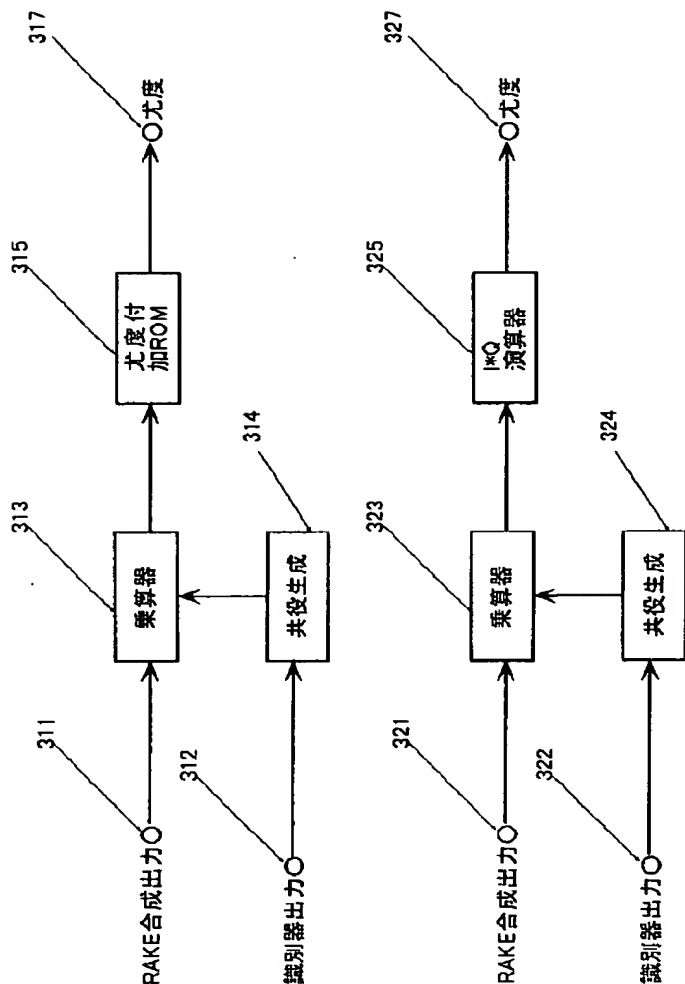 311
RAKE合成出力
312
識別器出力
313
乗算器
314
共役生成
315
尤度付
加ROM
317
尤度
321
RAKE合成出力
322
識別器出力
323
乗算器
324
共役生成
325
I*Q
演算器
327
尤度